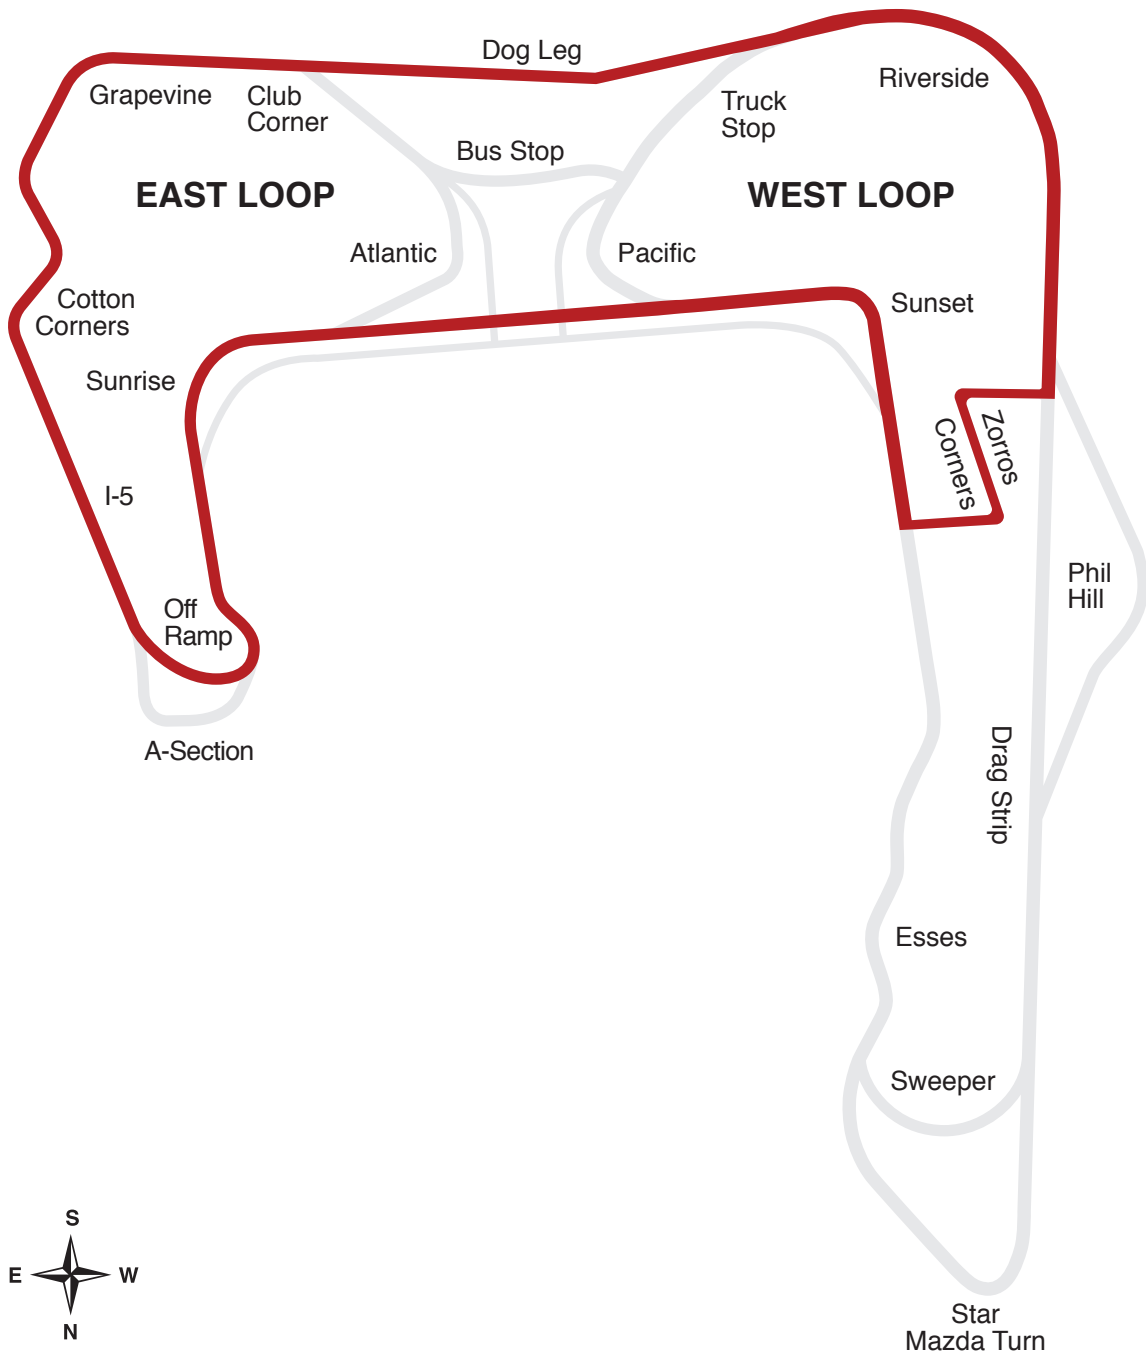 Dog Leg
Riverside
Grapevine
Club
Corner
Truck
Stop
Bus Stop
EAST LOOP
WEST LOOP
Atlantic
Pacific
Cotton
Corners
Sunset
Sunrise
Zorros
Corners
I-5
Phil
Hill
Off
Ramp
A-Section
Drag Strip
Esses
Sweeper
S
E
W
N
Star
Mazda Turn